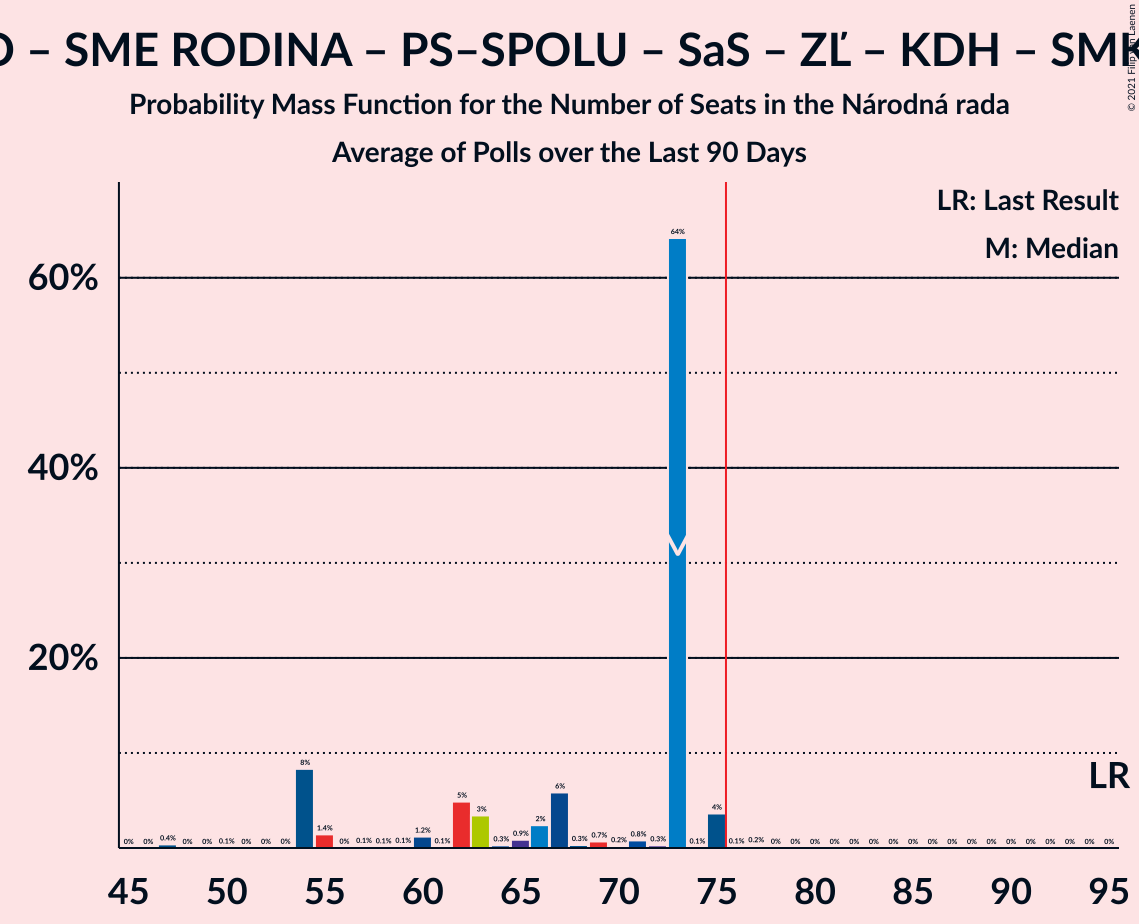 – SME RODINA – PS–SPOLU – SaS – ZĽ – KDH –
Probability Mass Function for the Number of Seats in the Národná rada
Average of Polls over the Last 90 Days
© 2021 Filip van Laenen
LR: Last Result
M: Median
60%
40%
20%
0% 0% 0.4% 0% 0% 0.1% 0% 0% 0% 8% 1.4% 0% 0.1% 0.1% 0.1% 1.2% 0.1% 5% 3% 0.3% 0.9% 2% 6% 0.3% 0.7% 0.2% 0.8% 0.3% 64% 0.1% 4% 0.1% 0.2% 0% 0% 0% 0% 0% 0% 0% 0% 0% 0% 0% 0% 0% 0% 0% 0% 0% 0%
LR
45 50 55 60 65 70 75 80 85 90 95